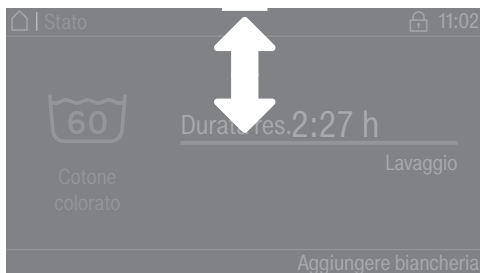 | Stato 11:02
60
Durata res. 2:27 h
Lavaggio
Cotone
colorato
Aggiungere biancheria